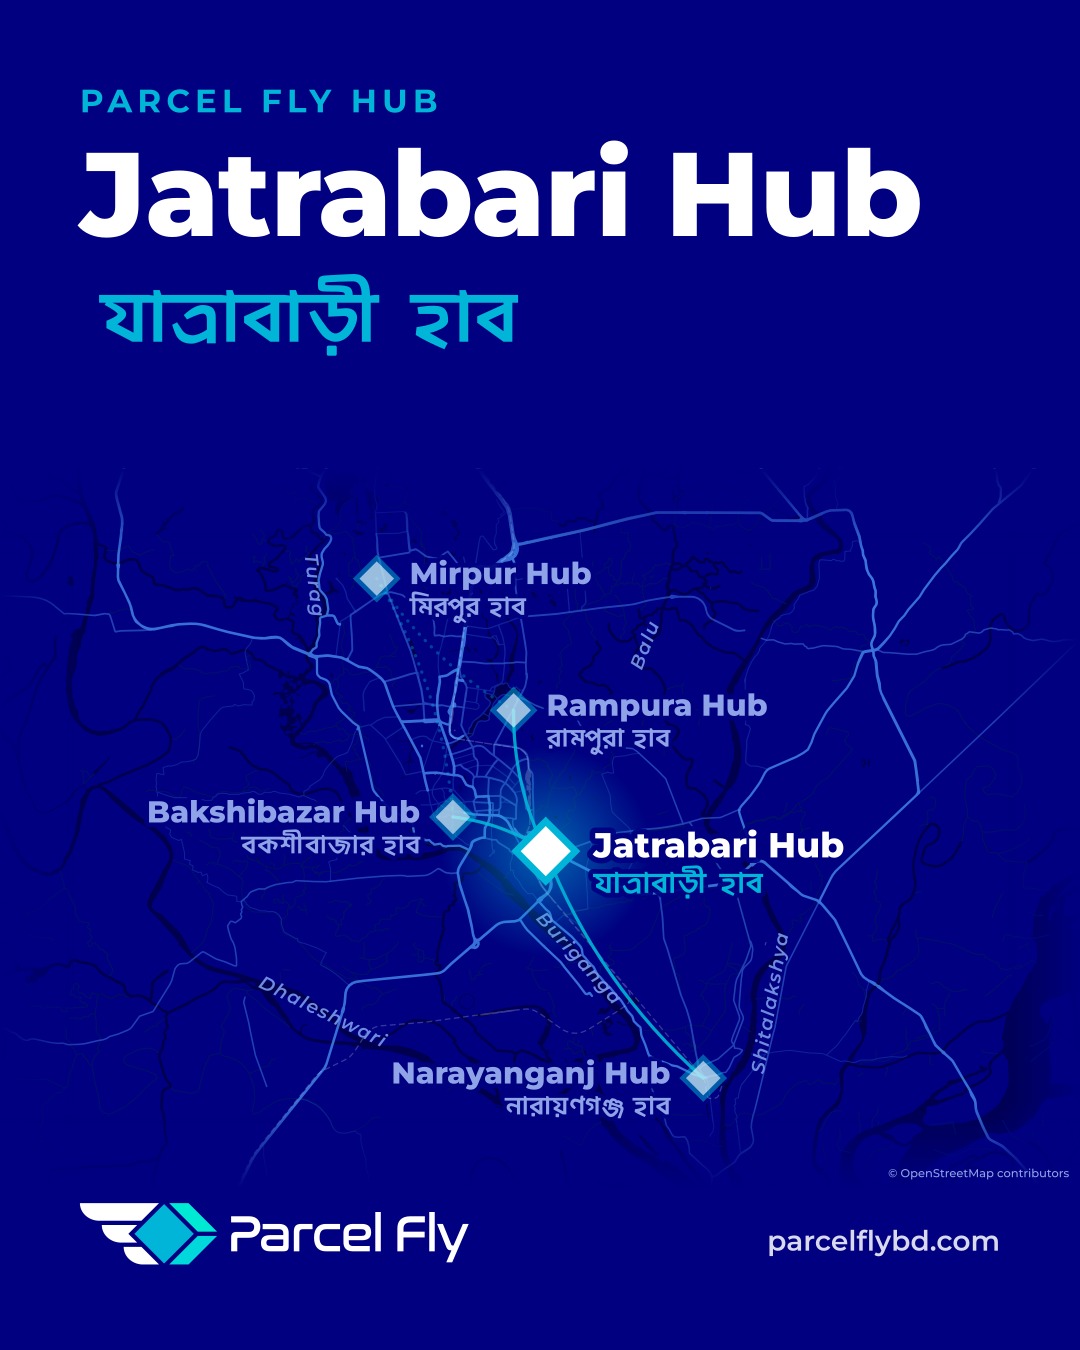 PARCEL FLY HUB
Jatrabari Hub
যাত্রাবাড়ী হাব
Mirpur Hub
মিরপুর হাব
Turag
Balu
Rampura Hub
রামপুরা হাব
Bakshibazar Hub
বকশীবাজার হাব
Jatrabari Hub
যাত্রাবাড়ী হাব
Buriganga
Shitalakshya
Dhaleshwari
Narayanganj Hub
নারায়ণগঞ্জ হাব
© OpenStreetMap contributors
Parcel Fly
parcelflybd.com